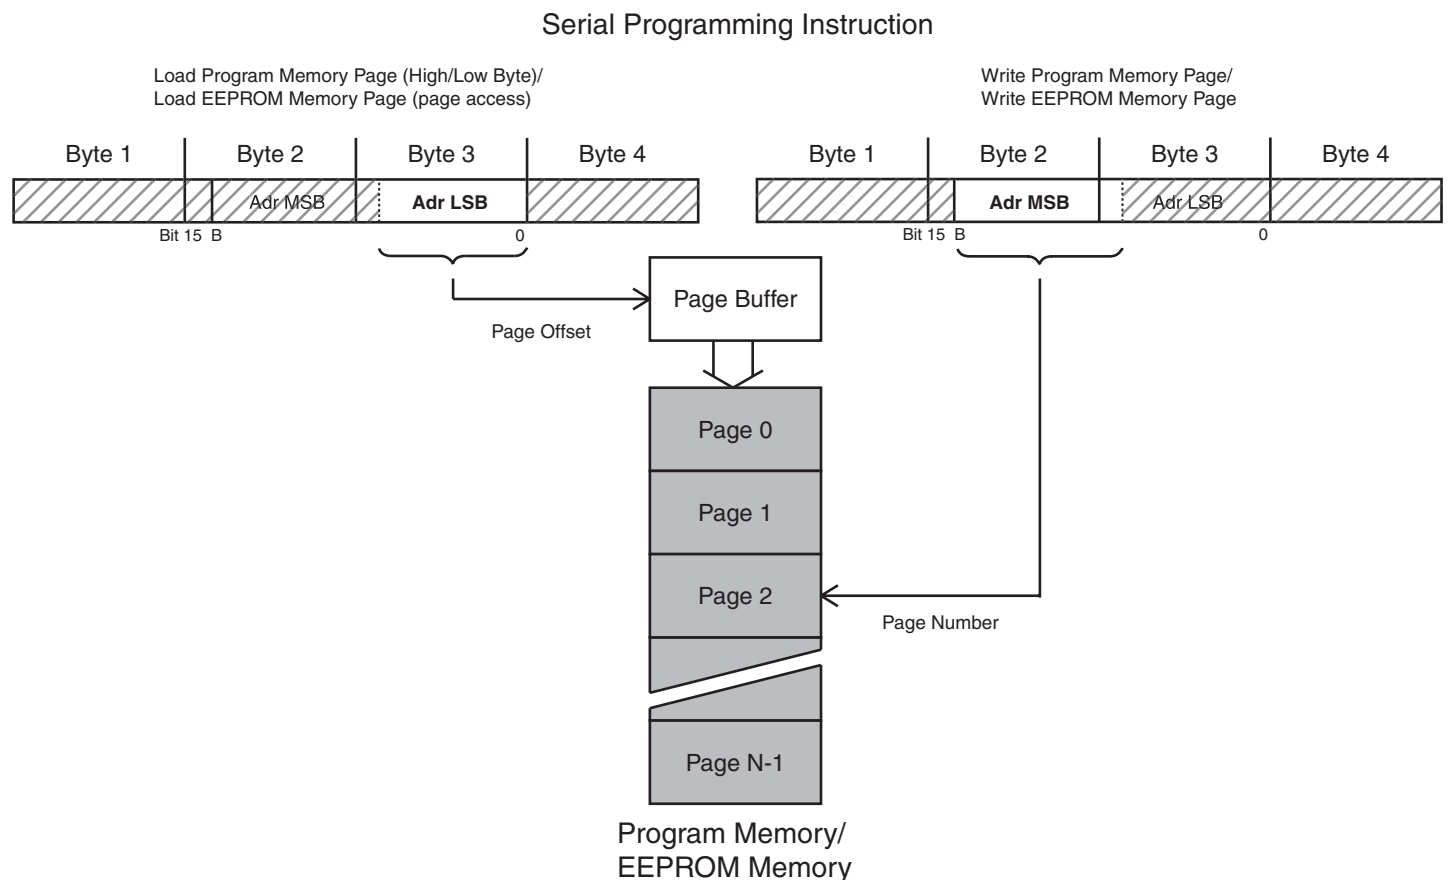 Serial Programming Instruction
Load Program Memory Page (High/Low Byte)/
Load EEPROM Memory Page (page access)
Byte 1 Byte 2 Byte 3 Byte 4
Adr MSB Adr LSB
Bit 15 B 0
Write Program Memory Page/
Write EEPROM Memory Page
Byte 1 Byte 2 Byte 3 Byte 4
Adr MSB Adr LSB
Bit 15 B 0
Page Buffer
Page Offset
Page 0
Page 1
Page 2
Page Number
Page N-1
Program Memory/
EEPROM Memory